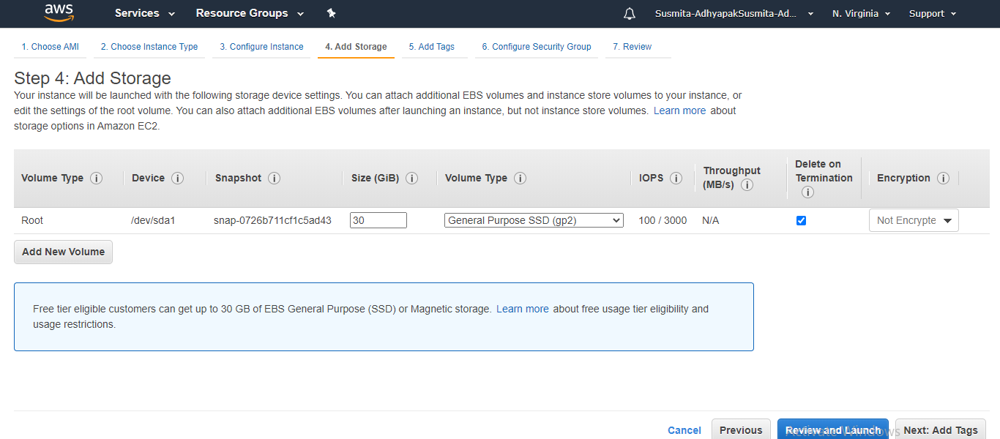 aws Services Resource Groups Susmita-AdhyapakSusmita-Ad... N. Virginia Support
1. Choose AMI 2. Choose Instance Type 3. Configure Instance 4. Add Storage 5. Add Tags 6. Configure Security Group 7. Review
Step 4: Add Storage
Your instance will be launched with the following storage device settings. You can attach additional EBS volumes and instance store volumes to your instance, or
edit the settings of the root volume. You can also attach additional EBS volumes after launching an instance, but not instance store volumes. Learn more about
storage options in Amazon EC2.
Volume Type i Device i Snapshot i Size (GiB) i Volume Type i IOPS i Throughput (MB/s) i Delete on Termination i Encryption i
Root /dev/sda1 snap-0726b711cf1c5ad43 30 General Purpose SSD (gp2) 100 / 3000 N/A Not Encrypte
Add New Volume
Free tier eligible customers can get up to 30 GB of EBS General Purpose (SSD) or Magnetic storage. Learn more about free usage tier eligibility and
usage restrictions.
Cancel Previous Review and Launch Next: Add Tags
Activate Windows